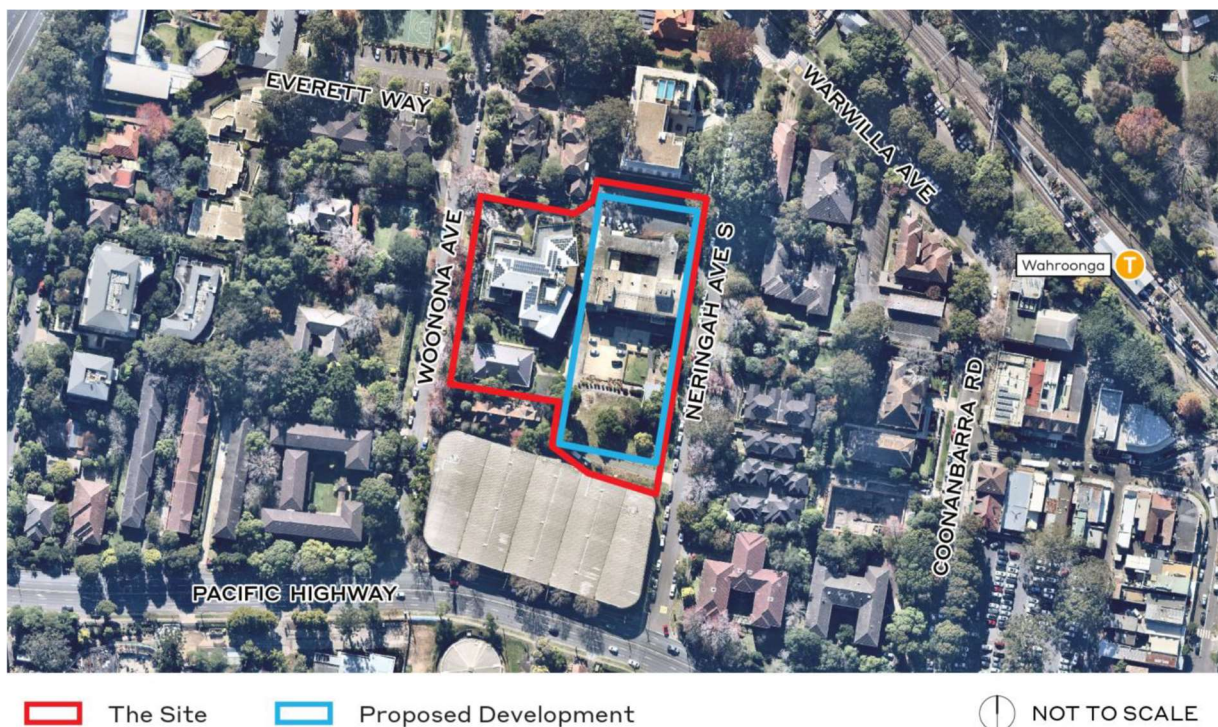 EVERETT WAY
WARWILLA AVE
WOONONA AVE
NERINGAH AVE S
Wahroonga T
COONANBARRA RD
PACIFIC HIGHWAY
The Site
Proposed Development
NOT TO SCALE